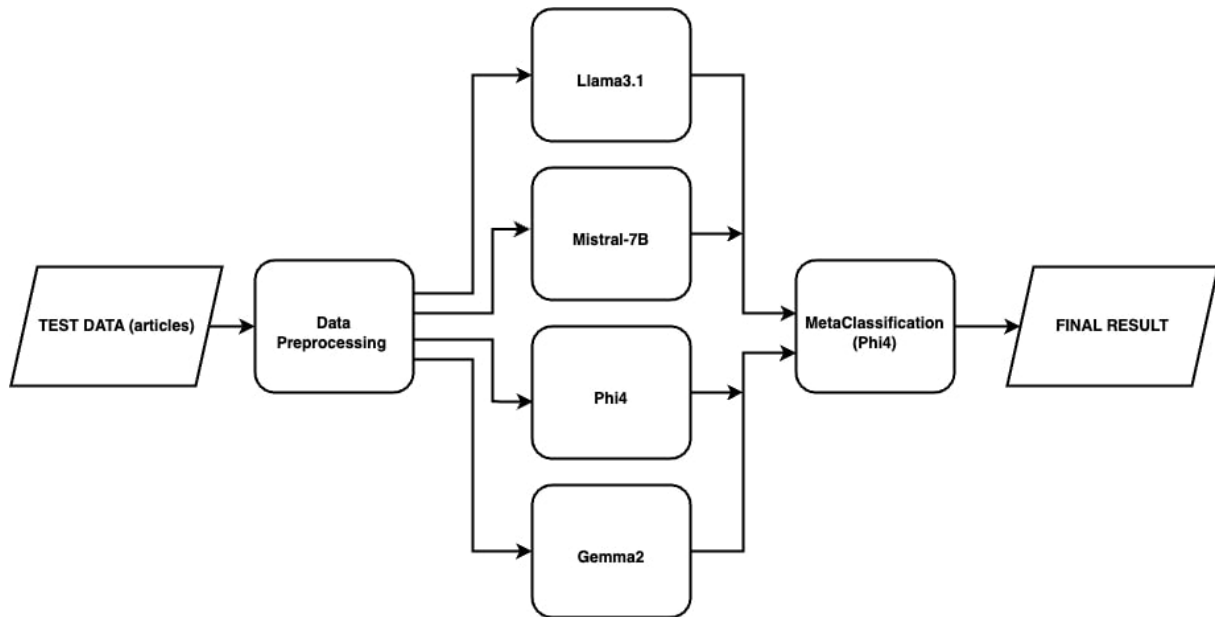 Llama3.1
Mistral-7B
TEST DATA (articles)
Data
Preprocessing
MetaClassification
(Phi4)
FINAL RESULT
Phi4
Gemma2